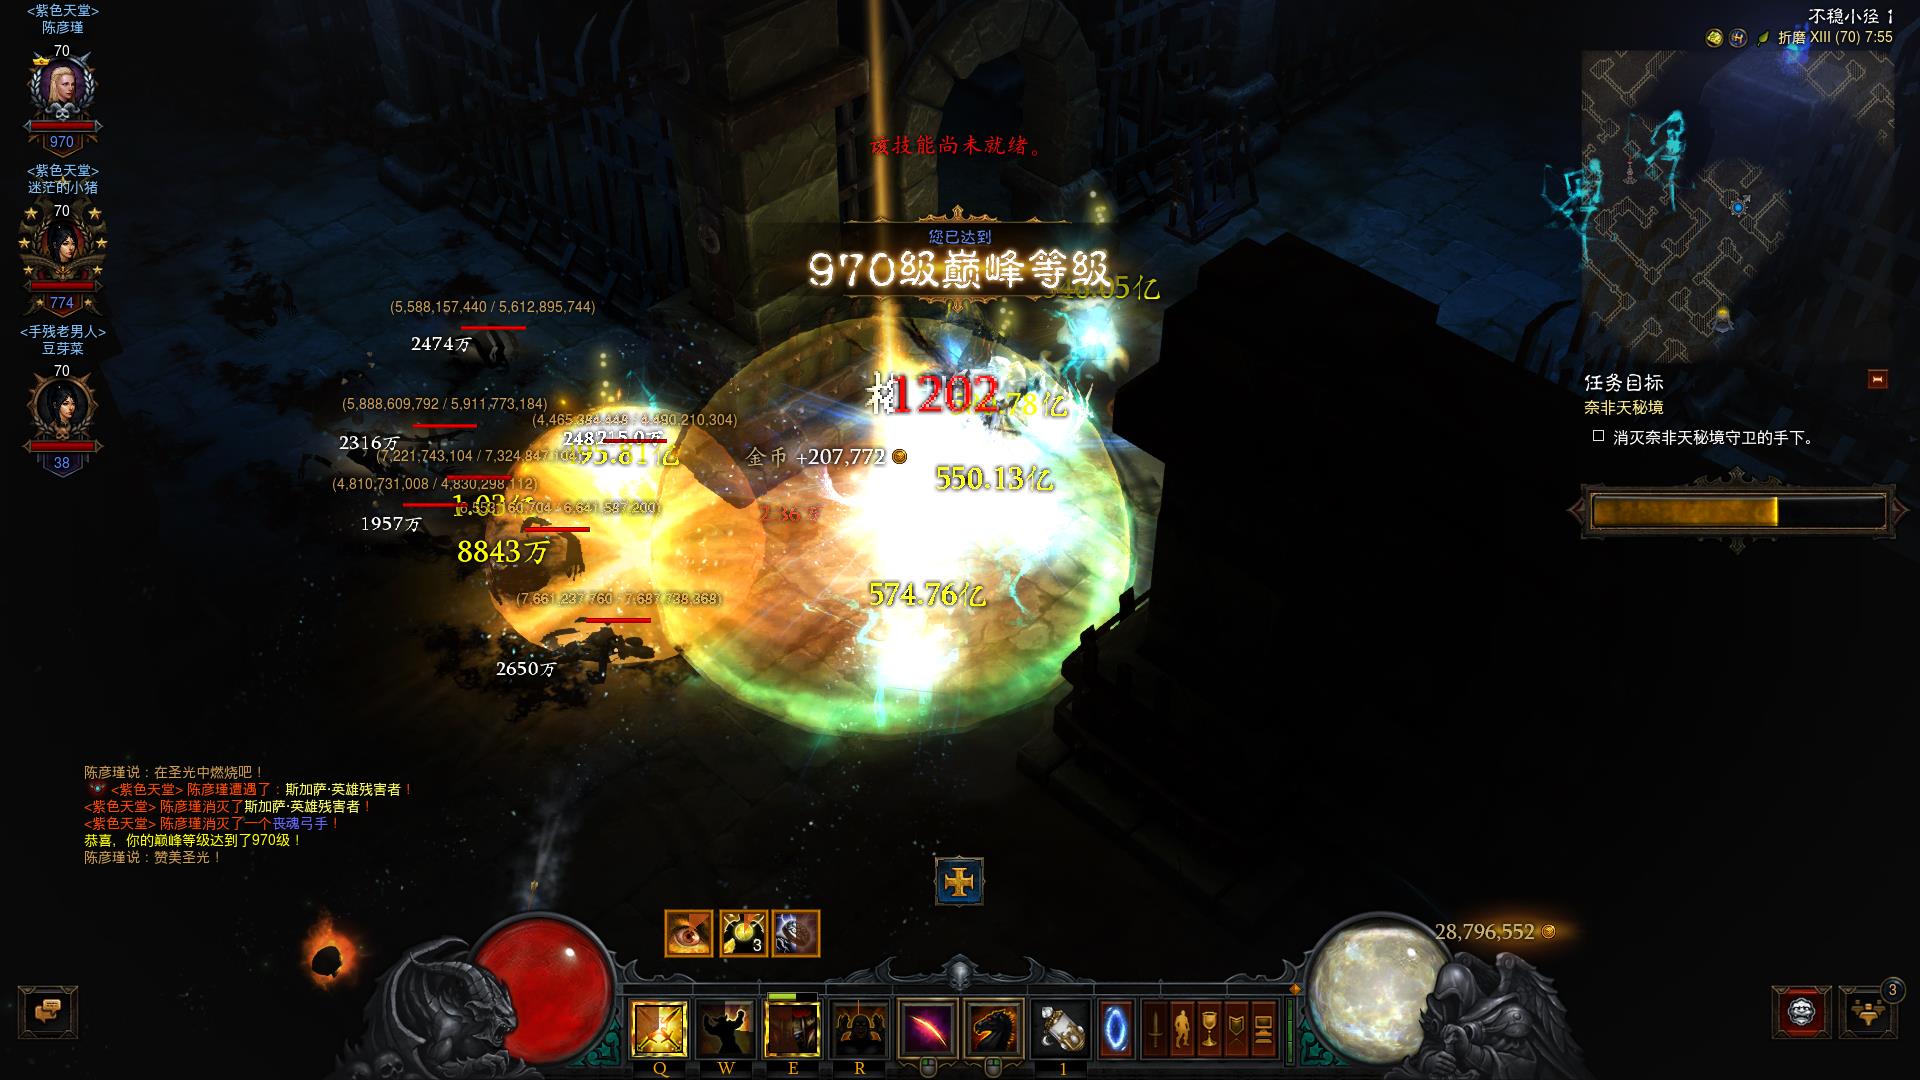 <紫色天堂>
陈彦瑾
70
970
<紫色天堂>
迷茫的小猪
70
774
<手残老男人>
豆芽菜
70
38
不稳小径 1
折磨 XIII (70) 7:55
该技能尚未就绪。
您已达到
970级巅峰等级
(5,588,157,440 / 5,612,895,744)
2474万
(5,888,609,792 / 5,911,773,184)
2316万
1202
金币 +207,772
550.13亿
(4,810,731,008 / 4,830,298,112)
1957万
8843万
574.76亿
2650万
任务目标
奈非天秘境
消灭奈非天秘境守卫的手下。
陈彦瑾说：在圣光中燃烧吧！
<紫色天堂> 陈彦瑾遭遇了：斯加萨·英雄残害者！
<紫色天堂> 陈彦瑾消灭了斯加萨·英雄残害者！
<紫色天堂> 陈彦瑾消灭了一个丧魂弓手！
恭喜，你的巅峰等级达到了970级！
陈彦瑾说：赞美圣光！
3
28,796,552
3
Q W E R 1